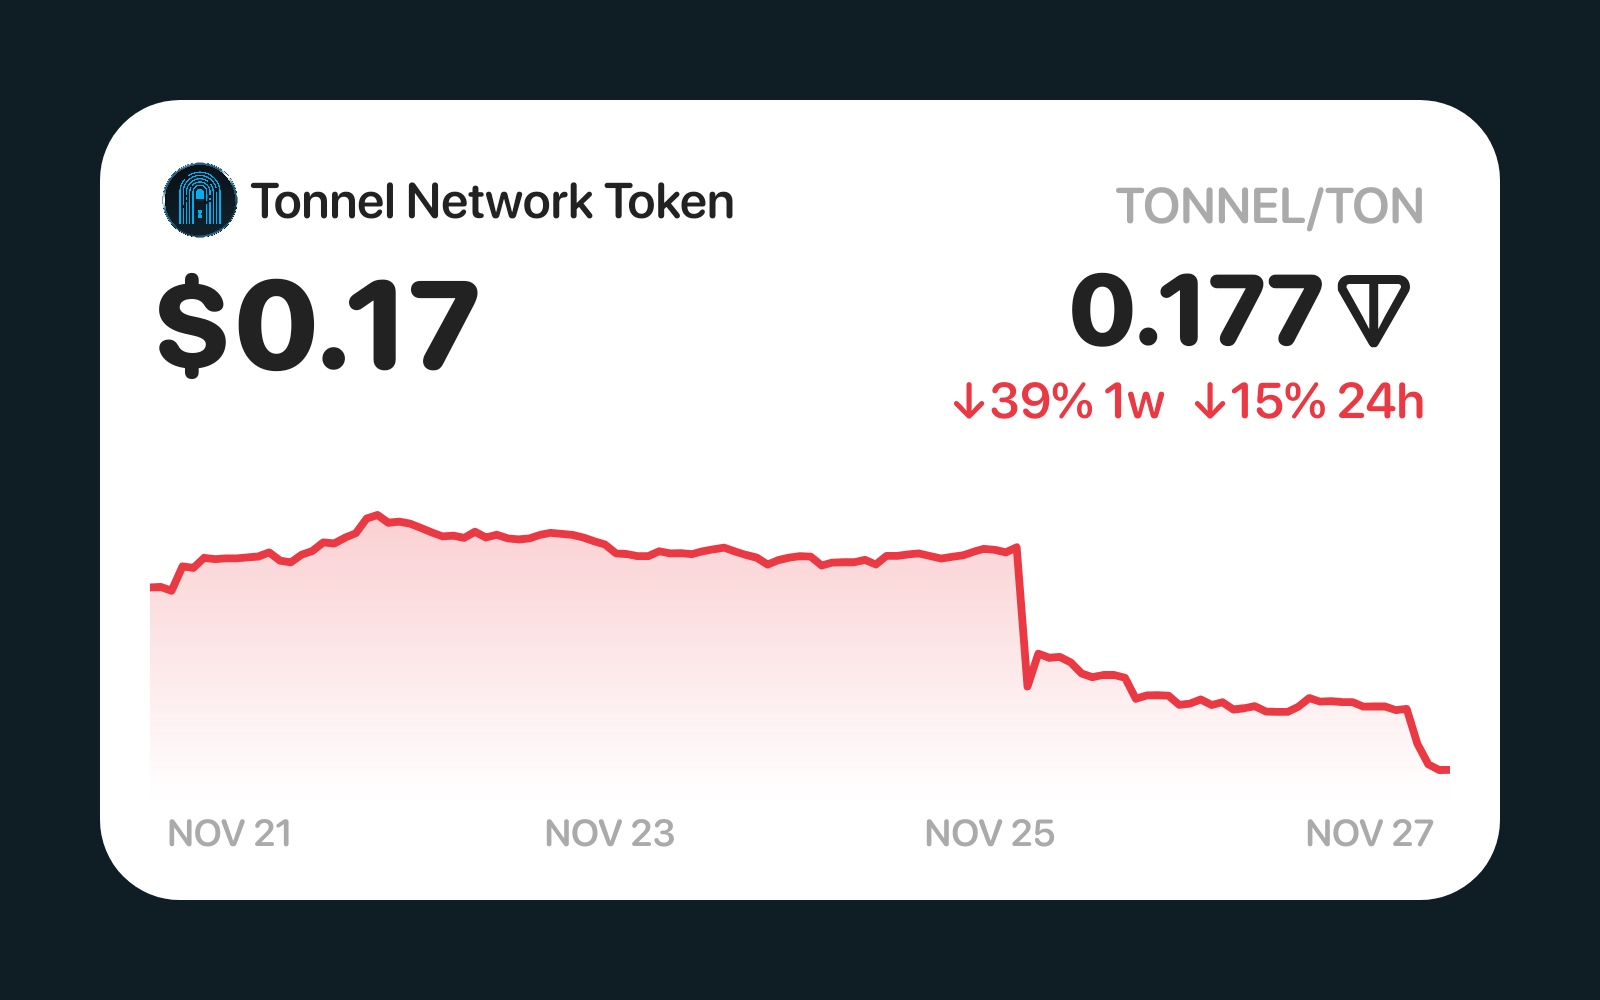 Tonnel Network Token
TONNEL/TON
$0.17
0.177
↓39% 1w ↓15% 24h
NOV 21 NOV 23 NOV 25 NOV 27